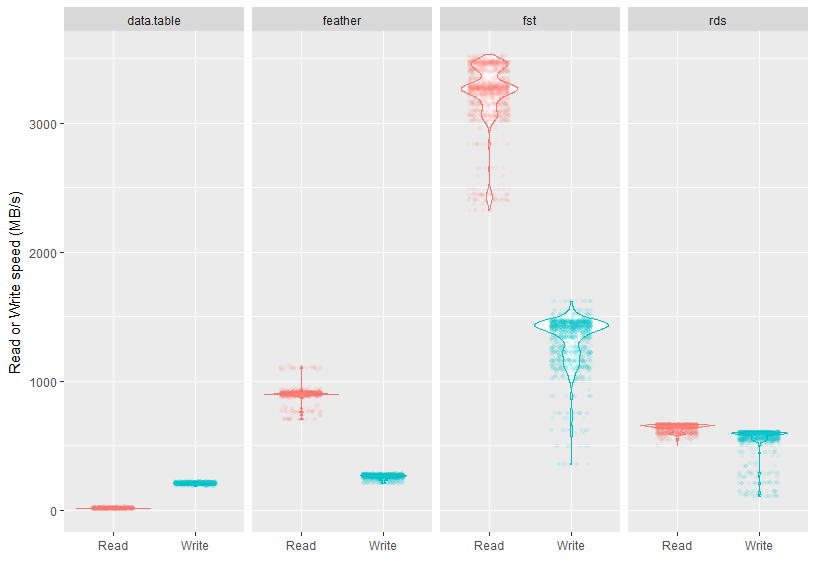 data.table feather fst rds
Read or Write speed (MB/s)
3000
2000
1000
0
Read Write Read Write Read Write Read Write